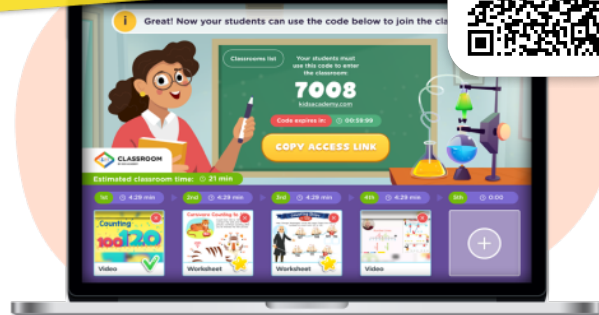 i
Great! Now your students can use the code below to join the cla
Classrooms list
Your students must
use this code to enter
the classroom
7008
kidsacademy.com
Code expires in: 00:59:99
COPY ACCESS LINK
CLASSROOM
Estimated classroom time: 21 min
1st 4:29 min
2nd 4:29 min
3rd 4:29 min
4th 4:29 min
5th 0:00
Counting
100 120
Video
Worksheet
Worksheet
Video